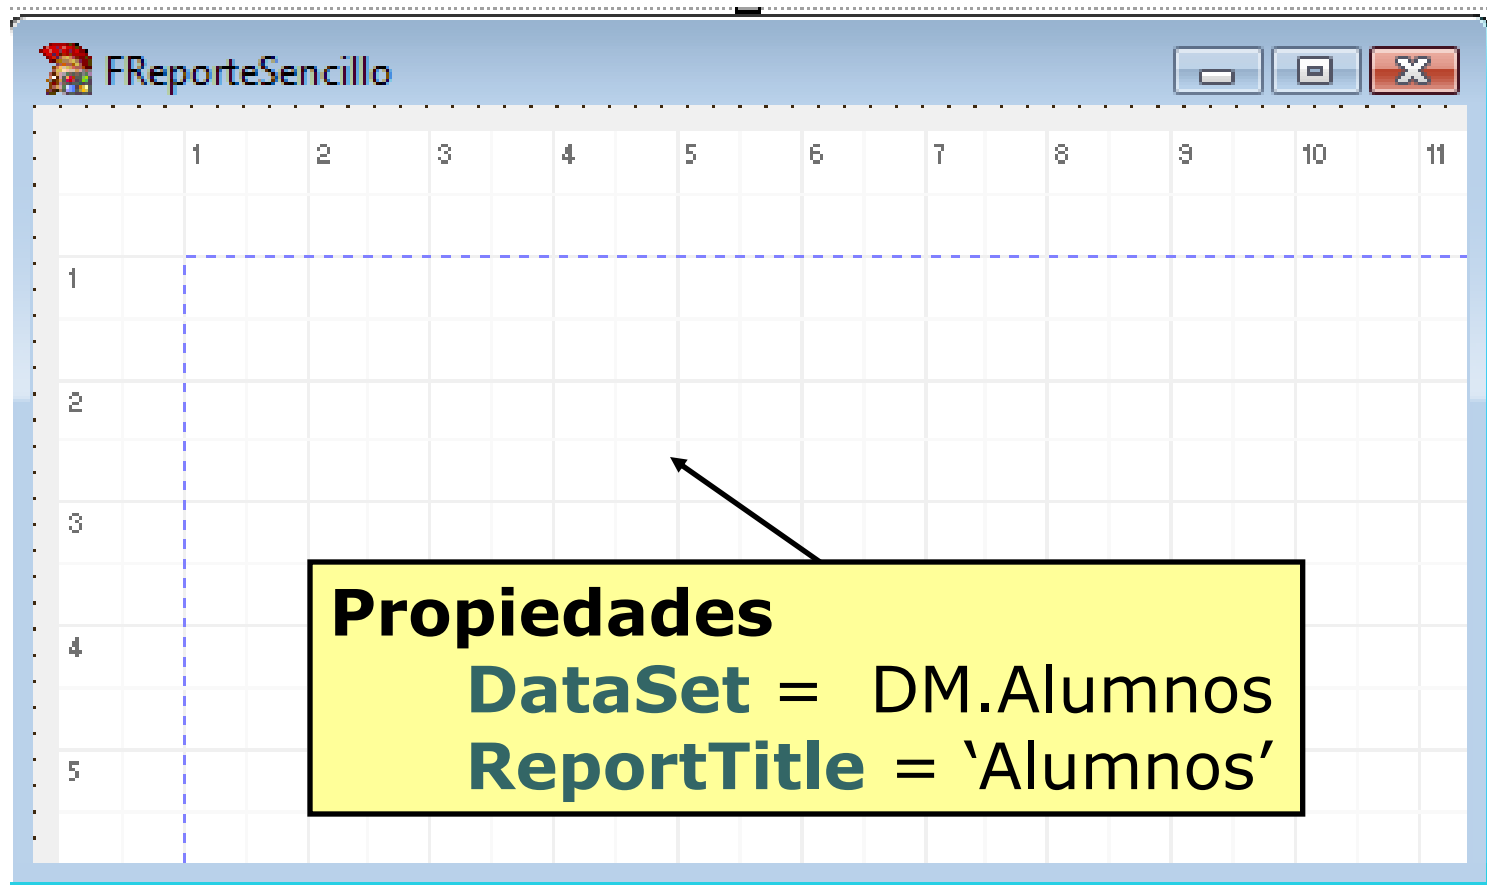 FReporteSencillo
1 2 3 4 5 6 7 8 9 10 11
1
2
3
4
5
Propiedades
DataSet = DM.Alumnos
ReportTitle = ‘Alumnos’